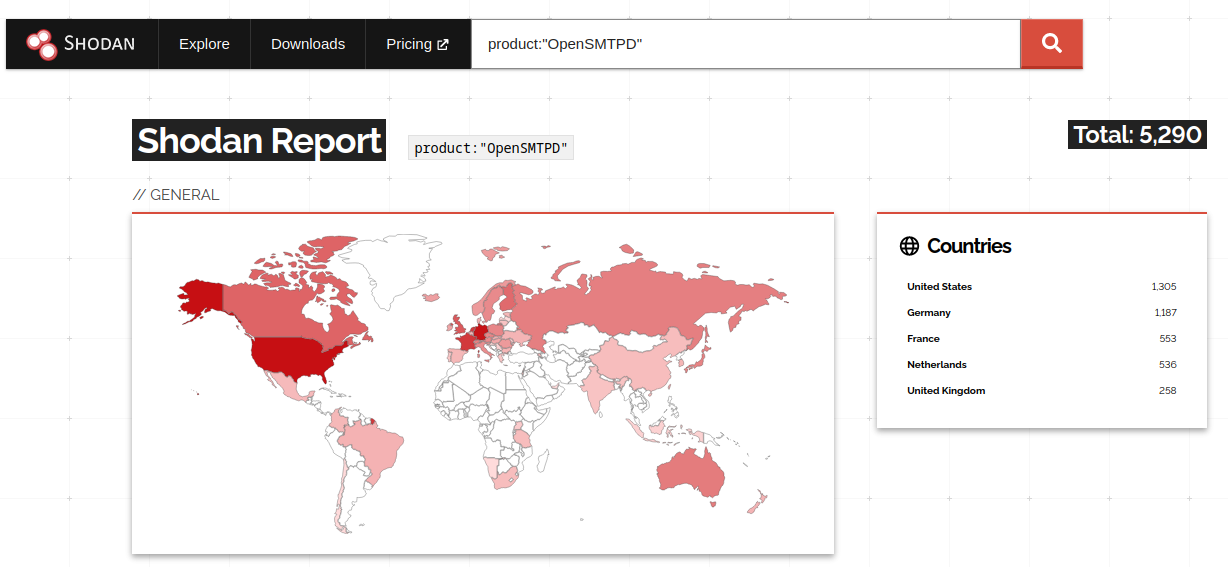 SHODAN Explore Downloads Pricing product:"OpenSMTPD"
Shodan Report product:"OpenSMTPD" Total: 5,290
// GENERAL
Countries
United States 1,305
Germany 1,187
France 553
Netherlands 536
United Kingdom 258